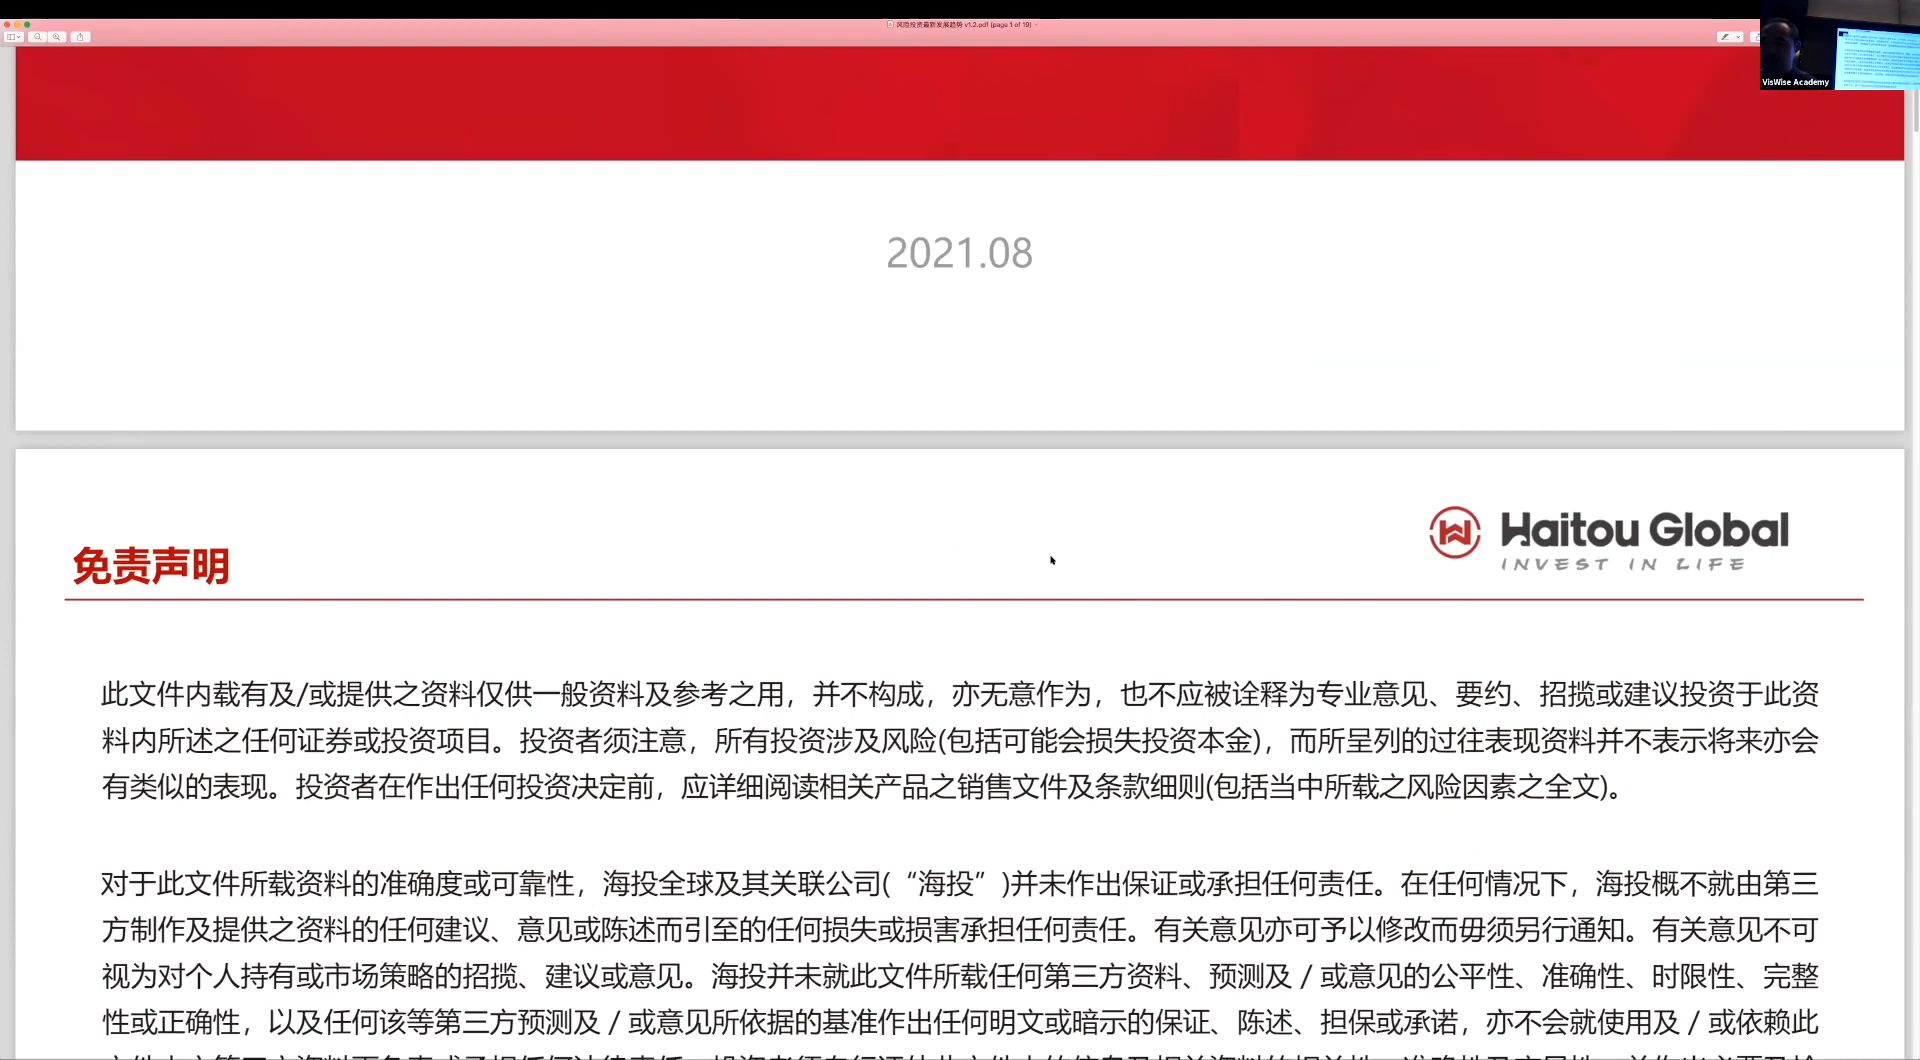 风险投资最新发展趋势 v1.2.pdf (page 1 of 19)
VisWise Academy
2021.08
Haitou Global
INVEST IN LIFE
免责声明
此文件内载有及/或提供之资料仅供一般资料及参考之用，并不构成，亦无意作为，也不应被诠释为专业意见、要约、招揽或建议投资于此资
料内所述之任何证券或投资项目。投资者须注意，所有投资涉及风险(包括可能会损失投资本金)，而所呈列的过往表现资料并不表示将来亦会
有类似的表现。投资者在作出任何投资决定前，应详细阅读相关产品之销售文件及条款细则(包括当中所载之风险因素之全文)。
对于此文件所载资料的准确度或可靠性，海投全球及其关联公司(“海投”)并未作出保证或承担任何责任。在任何情况下，海投概不就由第三
方制作及提供之资料的任何建议、意见或陈述而引至的任何损失或损害承担任何责任。有关意见亦可予以修改而毋须另行通知。有关意见不可
视为对个人持有或市场策略的招揽、建议或意见。海投并未就此文件所载任何第三方资料、预测及 / 或意见的公平性、准确性、时限性、完整
性或正确性，以及任何该等第三方预测及 / 或意见所依据的基准作出任何明文或暗示的保证、陈述、担保或承诺，亦不会就使用及 / 或依赖此